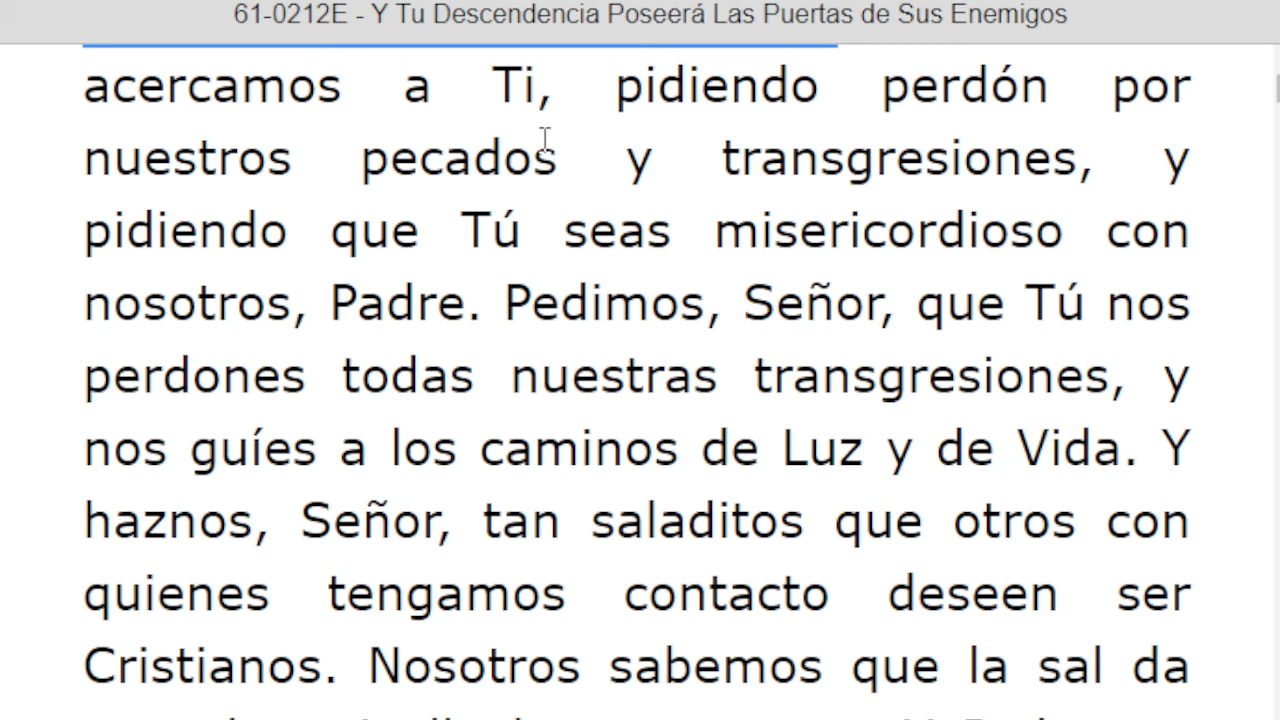 61-0212E - Y Tu Descendencia Poseerá Las Puertas de Sus Enemigos
acercamos a Ti, pidiendo perdón por
nuestros pecados y transgresiones, y
pidiendo que Tú seas misericordioso con
nosotros, Padre. Pedimos, Señor, que Tú nos
perdones todas nuestras transgresiones, y
nos guíes a los caminos de Luz y de Vida. Y
haznos, Señor, tan saladitos que otros con
quienes tengamos contacto deseen ser
Cristianos. Nosotros sabemos que la sal da